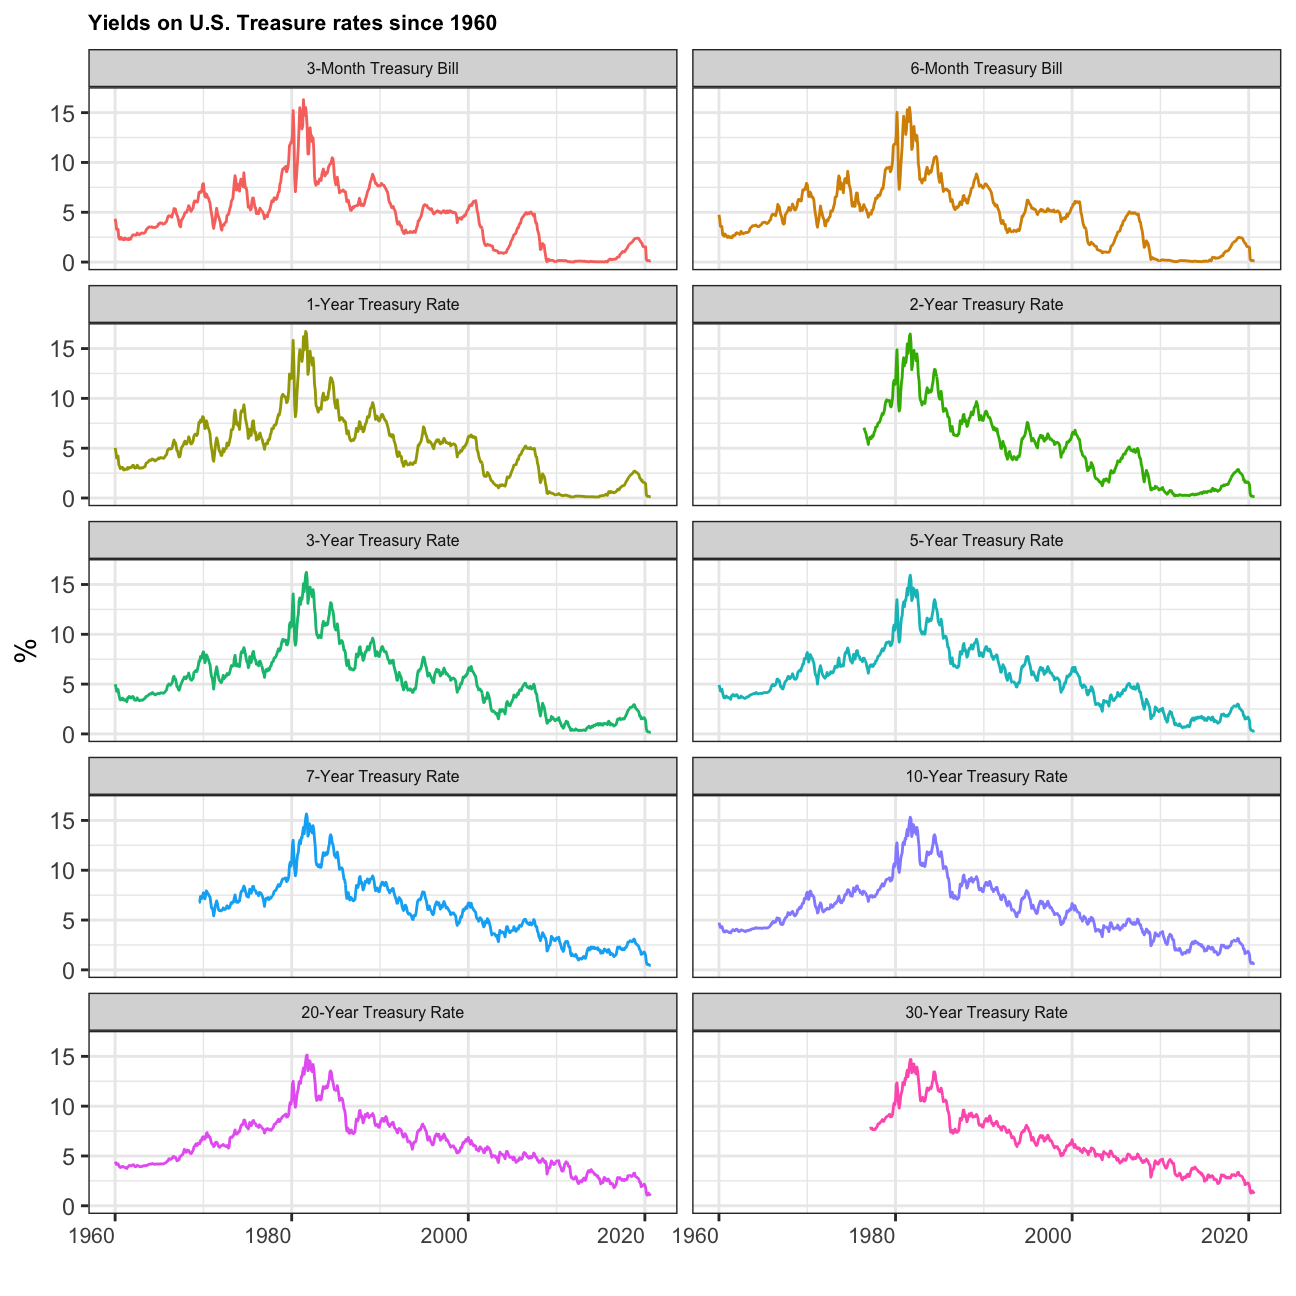 Yields on U.S. Treasure rates since 1960
3-Month Treasury Bill
6-Month Treasury Bill
15
10
5
0
1-Year Treasury Rate
2-Year Treasury Rate
15
10
5
0
3-Year Treasury Rate
5-Year Treasury Rate
15
10
5
0
%
7-Year Treasury Rate
10-Year Treasury Rate
15
10
5
0
20-Year Treasury Rate
30-Year Treasury Rate
15
10
5
0
1960 1980 2000 2020 1960 1980 2000 2020